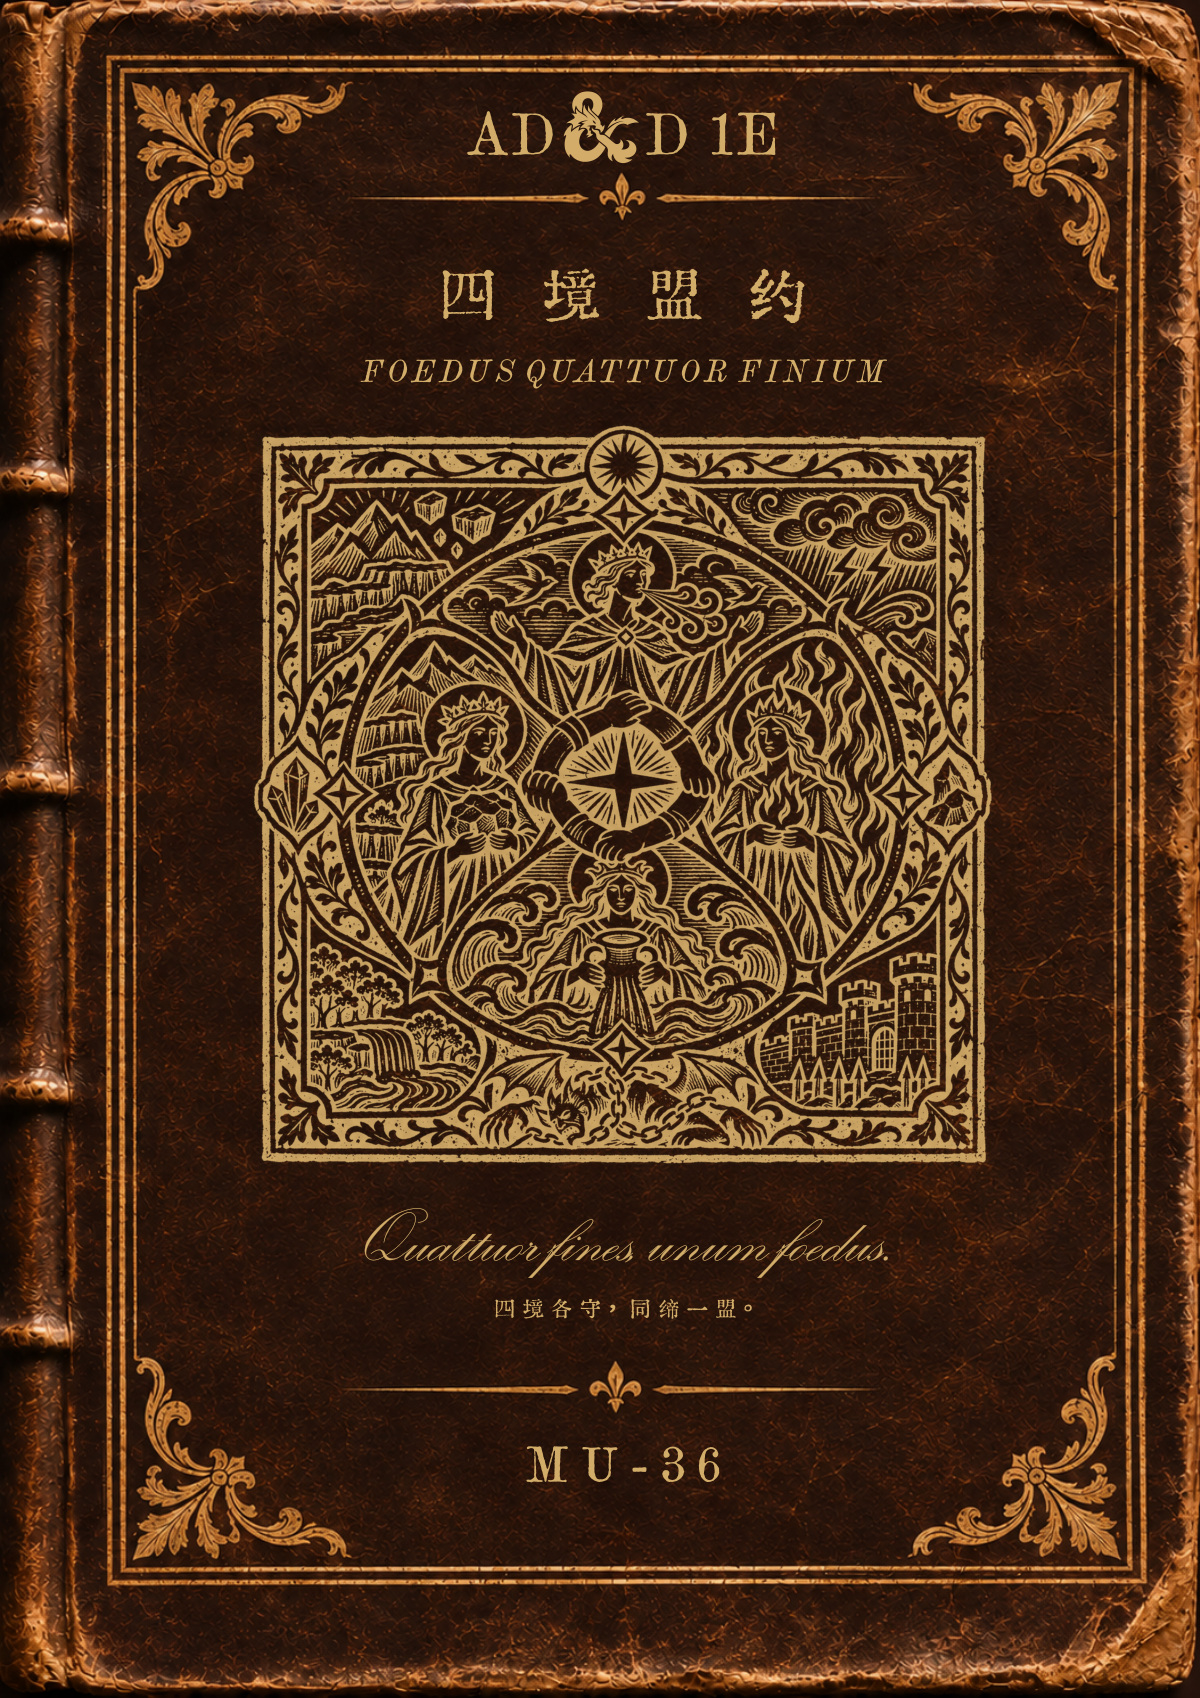 AD&D 1E
四境盟约
FOEDUS QUATTUOR FINIUM
Quattuor fines, unum foedus.
四境各守，同缔一盟。
MU-36